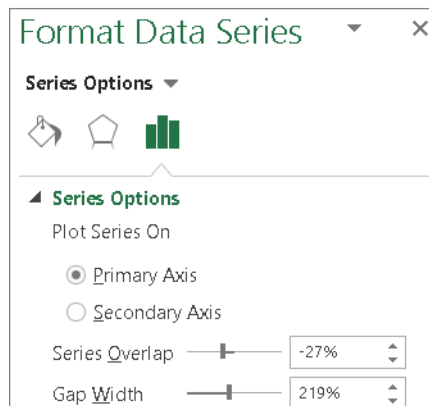 Format Data Series
Series Options
Series Options
Plot Series On
Primary Axis
Secondary Axis
Series Overlap -27%
Gap Width 219%